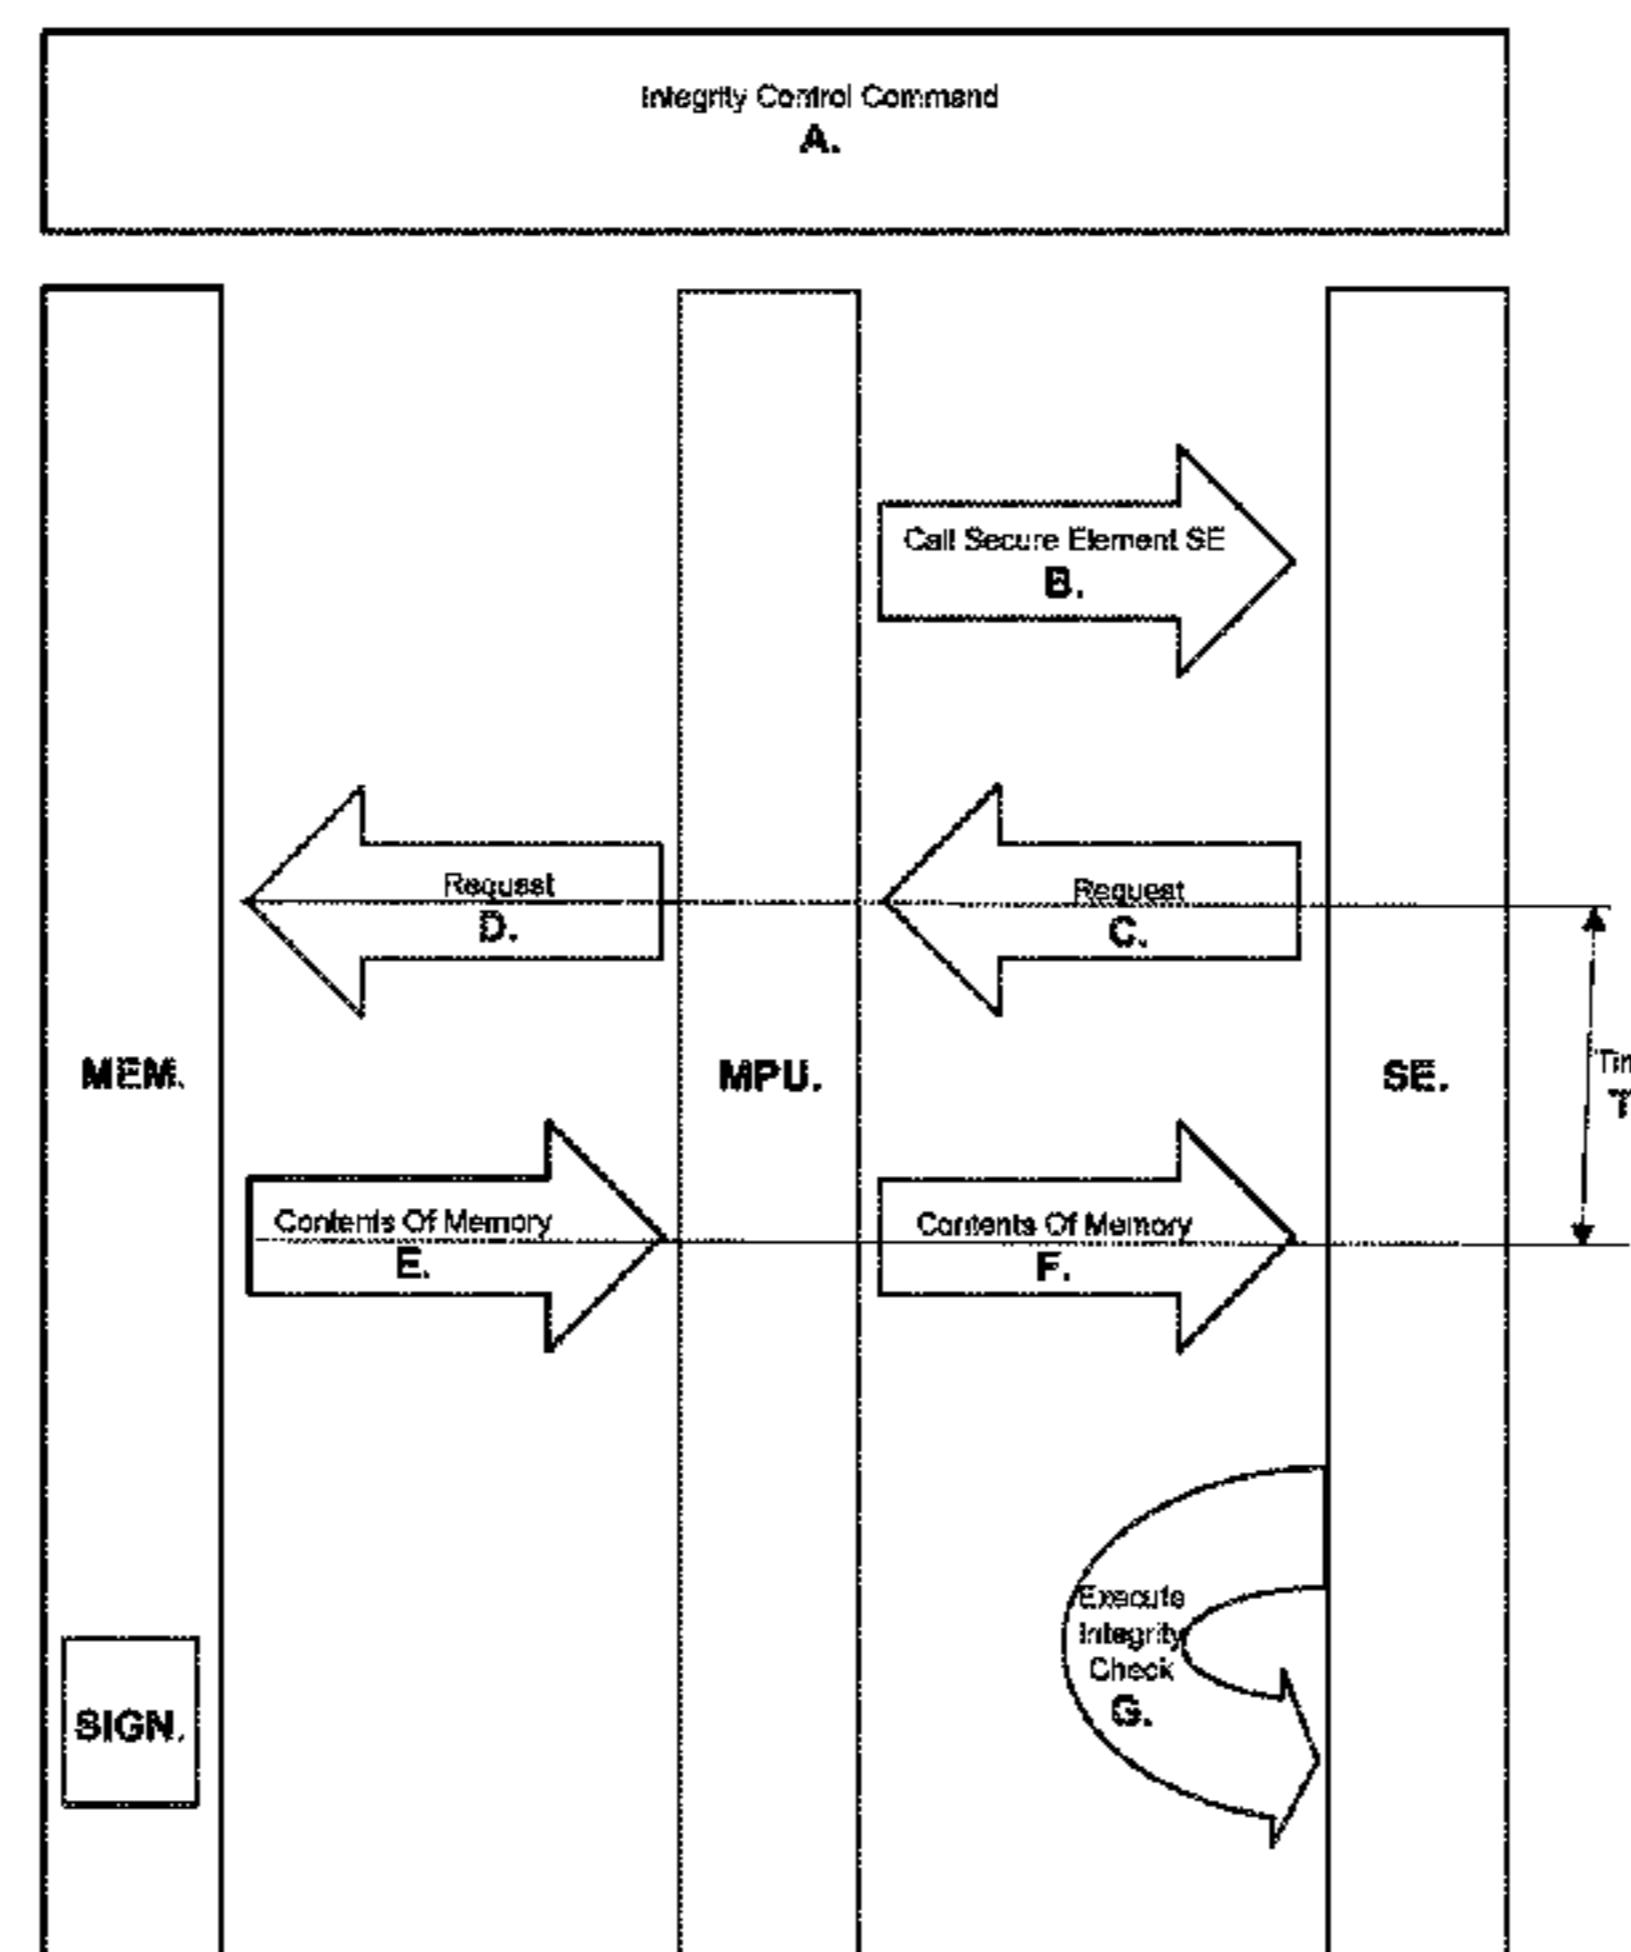 Integrity Control Command
A.
Call Secure Element SE
B.
Request
D.
Request
C.
MEM.
MPU.
SE.
Contents Of Memory
E.
Contents Of Memory
F.
Execute
Integrity
Check
G.
SIGN.